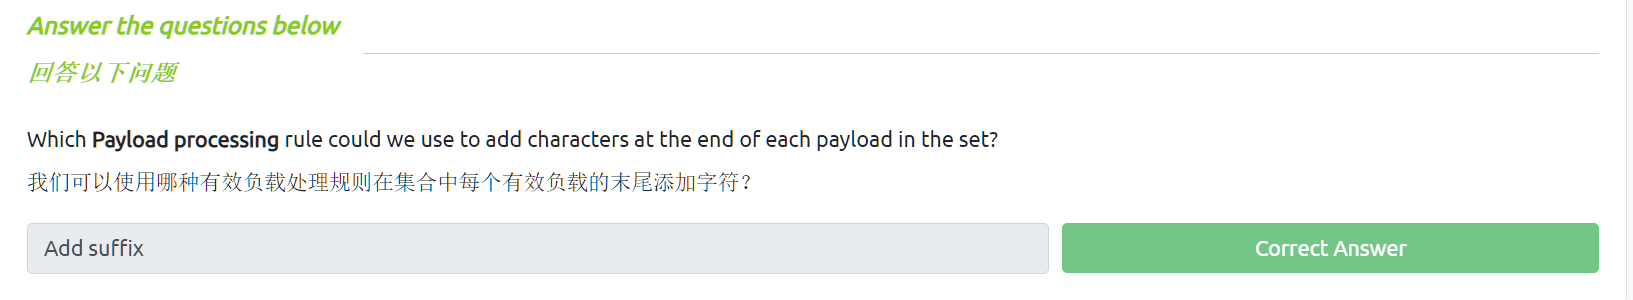 Answer the questions below
回答以下问题
Which Payload processing rule could we use to add characters at the end of each payload in the set?
我们可以使用哪种有效负载处理规则在集合中每个有效负载的末尾添加字符？
Add suffix
Correct Answer